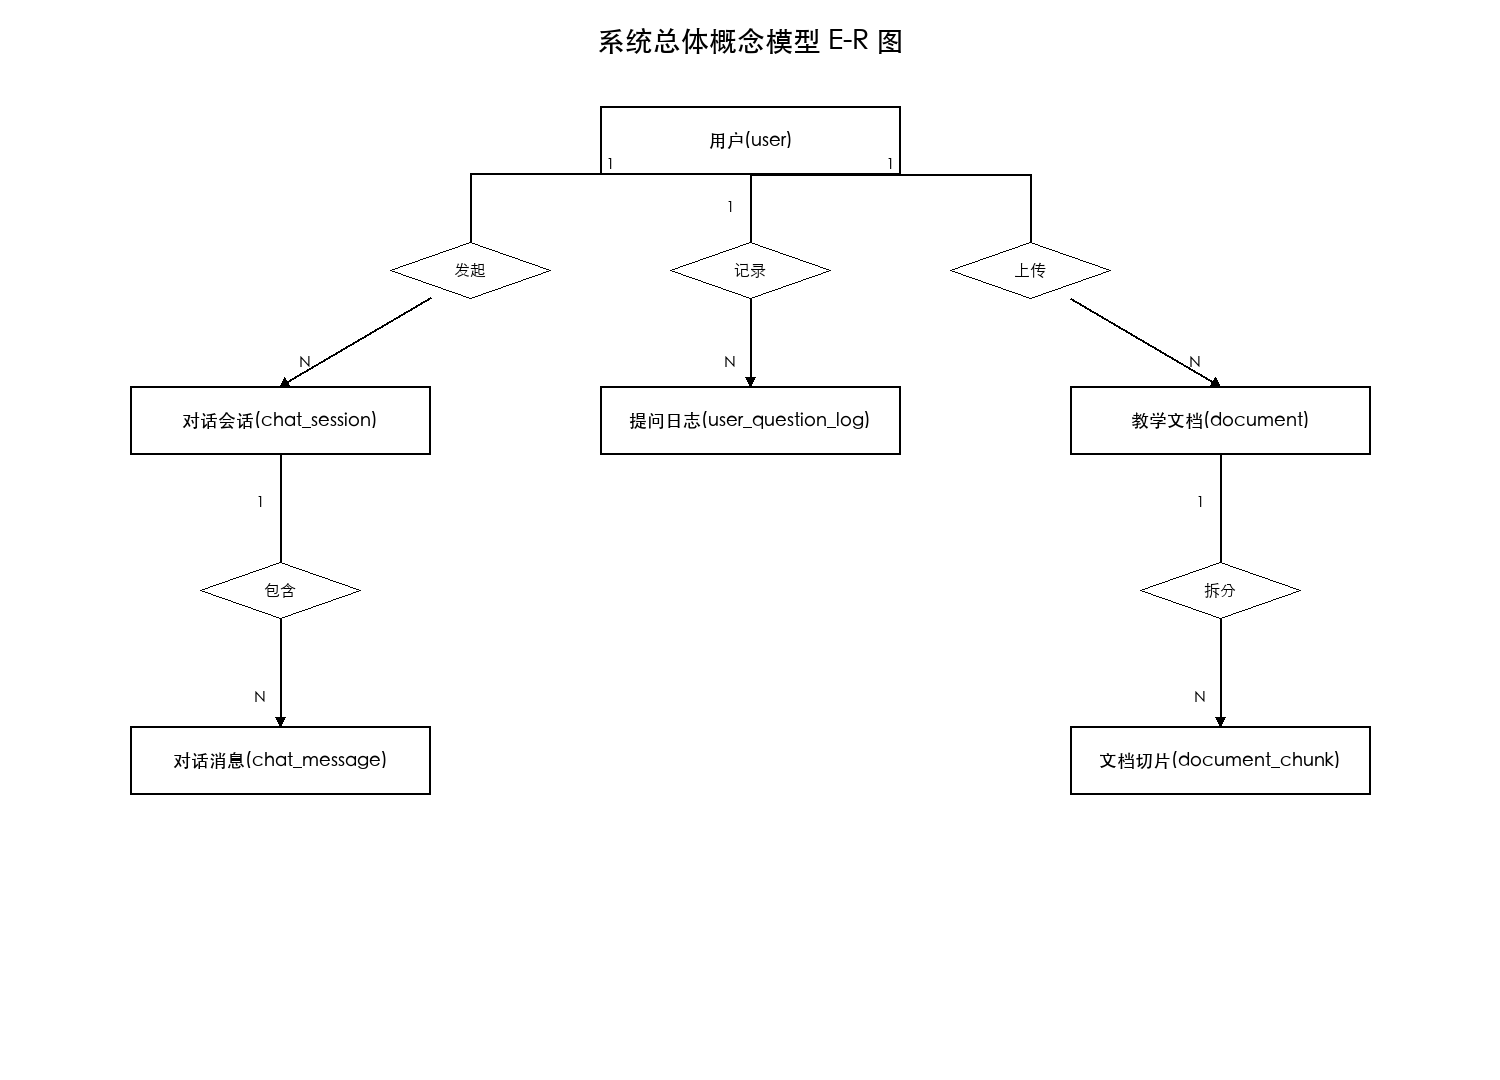 系统总体概念模型 E-R 图
用户(user)
1
1
1
发起
记录
上传
N
N
N
对话会话(chat_session)
提问日志(user_question_log)
教学文档(document)
1
1
包含
拆分
N
N
对话消息(chat_message)
文档切片(document_chunk)